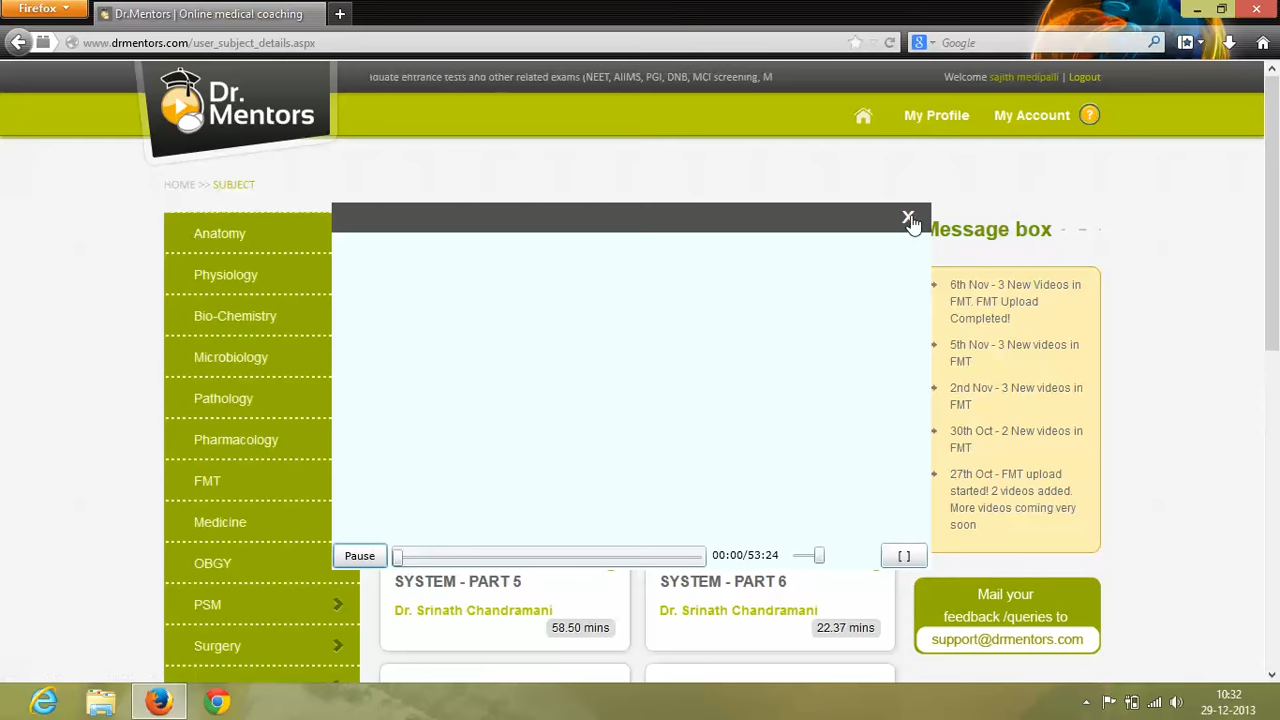 Firefox
Dr.Mentors | Online medical coaching
www.drmentors.com/user_subject_details.aspx
Google
Dr.
Mentors
uate entrance tests and other related exams (NEET, AIIMS, PGI, DNB, MCI screening, M
Welcome sajith medipalli | Logout
My Profile
My Account
?
HOME >> SUBJECT
X
Anatomy
Physiology
Bio-Chemistry
Microbiology
Pathology
Pharmacology
FMT
Medicine
OBGY
PSM
Surgery
Pause
00:00/53:24
[ ]
SYSTEM - PART 5
Dr. Srinath Chandramani
58.50 mins
SYSTEM - PART 6
Dr. Srinath Chandramani
22.37 mins
Message box
6th Nov - 3 New Videos in
FMT. FMT Upload
Completed!
5th Nov - 3 New videos in
FMT
2nd Nov - 3 New videos in
FMT
30th Oct - 2 New videos in
FMT
27th Oct - FMT upload
started! 2 videos added.
More videos coming very
soon
Mail your
feedback /queries to
support@drmentors.com
10:32
29-12-2013